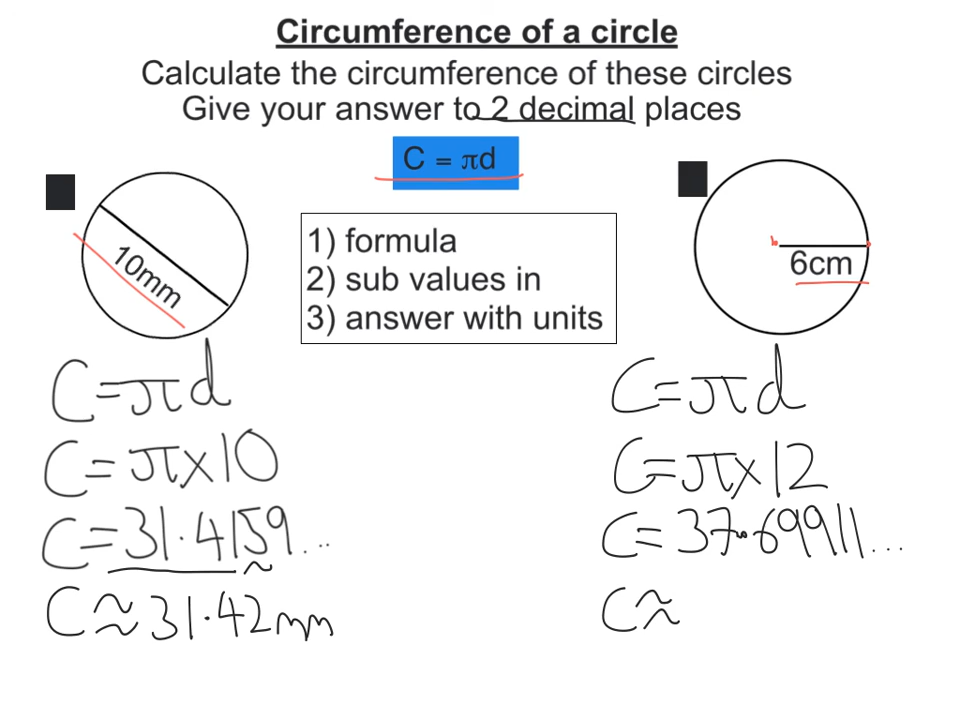 Circumference of a circle
Calculate the circumference of these circles
Give your answer to 2 decimal places
C = πd
10mm
1) formula
2) sub values in
3) answer with units
6cm
C=πd
C=π×10
C=31.4159...
C≈31.42mm
C=πd
C=π×12
C=37.69911...
C≈